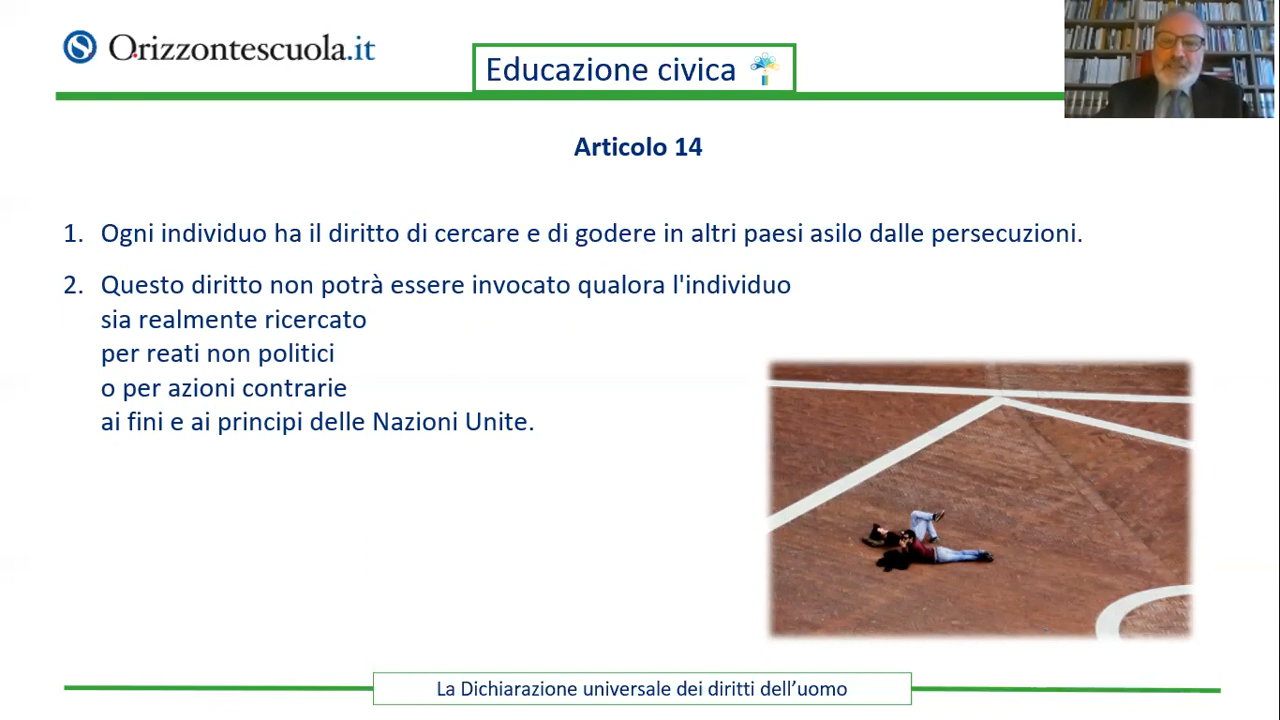 Orizzontescuola.it
Educazione civica
Articolo 14
1. Ogni individuo ha il diritto di cercare e di godere in altri paesi asilo dalle persecuzioni.
2. Questo diritto non potrà essere invocato qualora l'individuo
sia realmente ricercato
per reati non politici
o per azioni contrarie
ai fini e ai principi delle Nazioni Unite.
La Dichiarazione universale dei diritti dell’uomo